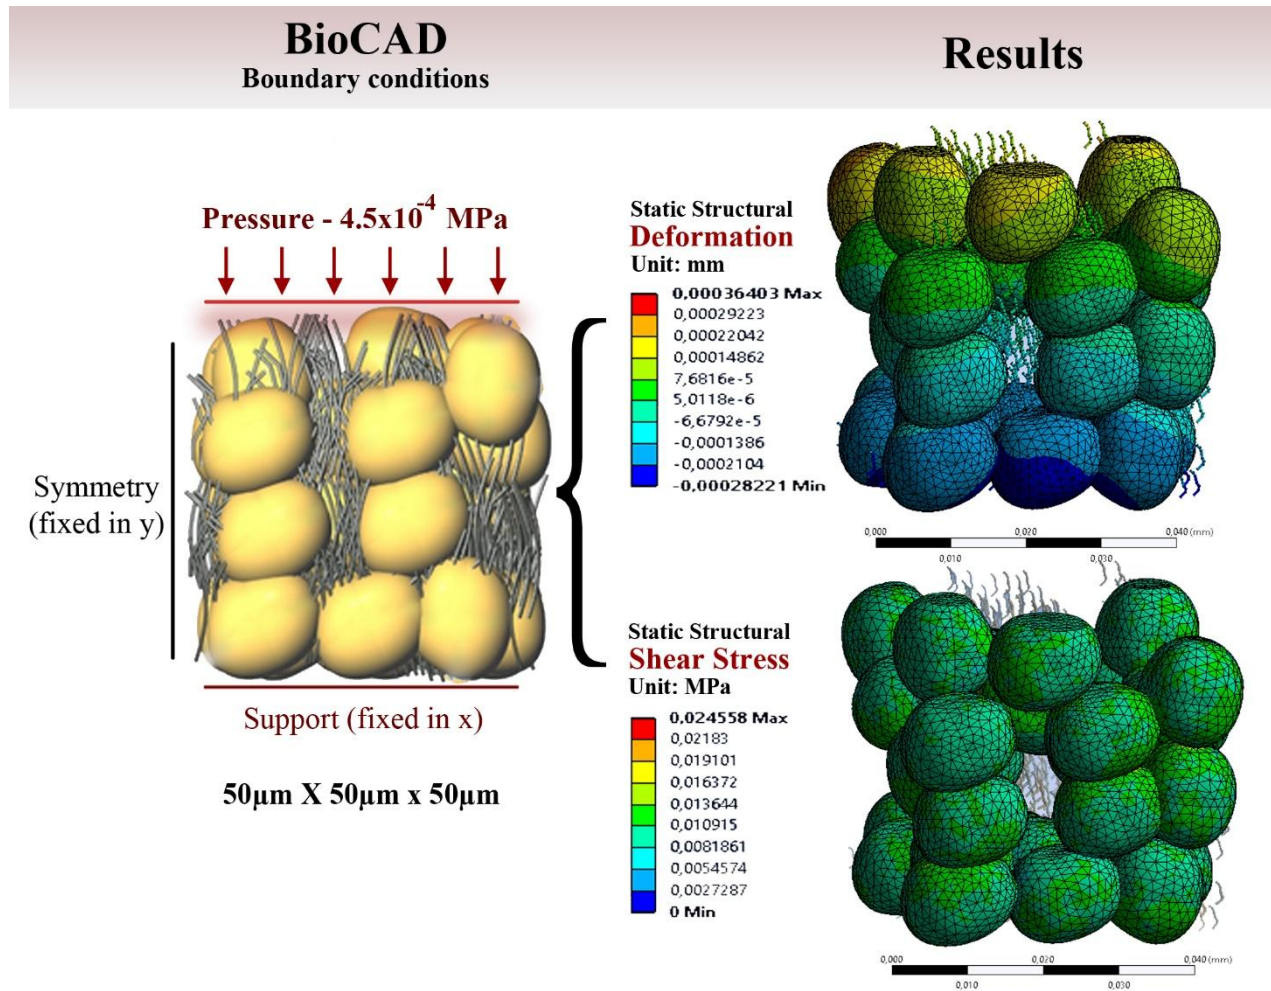 BioCAD
Boundary conditions
Results
Pressure - 4.5x10⁻⁴ MPa
Symmetry
(fixed in y)
Support (fixed in x)
50µm X 50µm x 50µm
Static Structural
Deformation
Unit: mm
0,00036403 Max
0,00029223
0,00022042
0,00014862
7,6816e-5
5,0118e-6
-6,6792e-5
-0,0001386
-0,0002104
-0,00028221 Min
0,000
0,020
0,040 (mm)
0,010
0,030
Static Structural
Shear Stress
Unit: MPa
0,024558 Max
0,02183
0,019101
0,016372
0,013644
0,010915
0,0081861
0,0054574
0,0027287
0 Min
0,000
0,020
0,040 (mm)
0,010
0,030